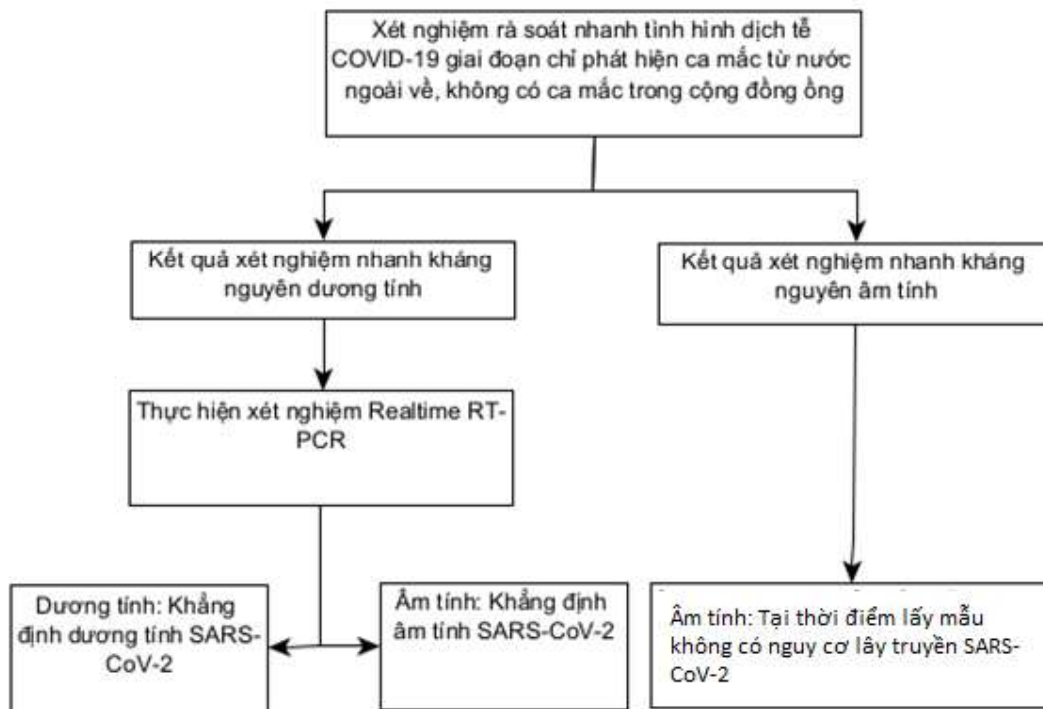 Xét nghiệm rà soát nhanh tình hình dịch tễ
COVID-19 giai đoạn chỉ phát hiện ca mắc từ nước
ngoài về, không có ca mắc trong cộng đồng ồng
Kết quả xét nghiệm nhanh kháng
nguyên dương tính
Kết quả xét nghiệm nhanh kháng
nguyên âm tính
Thực hiện xét nghiệm Realtime RT-
PCR
Dương tính: Khẳng
định dương tính SARS-
CoV-2
Âm tính: Khẳng định
âm tính SARS-CoV-2
Âm tính: Tại thời điểm lấy mẫu
không có nguy cơ lây truyền SARS-
CoV-2